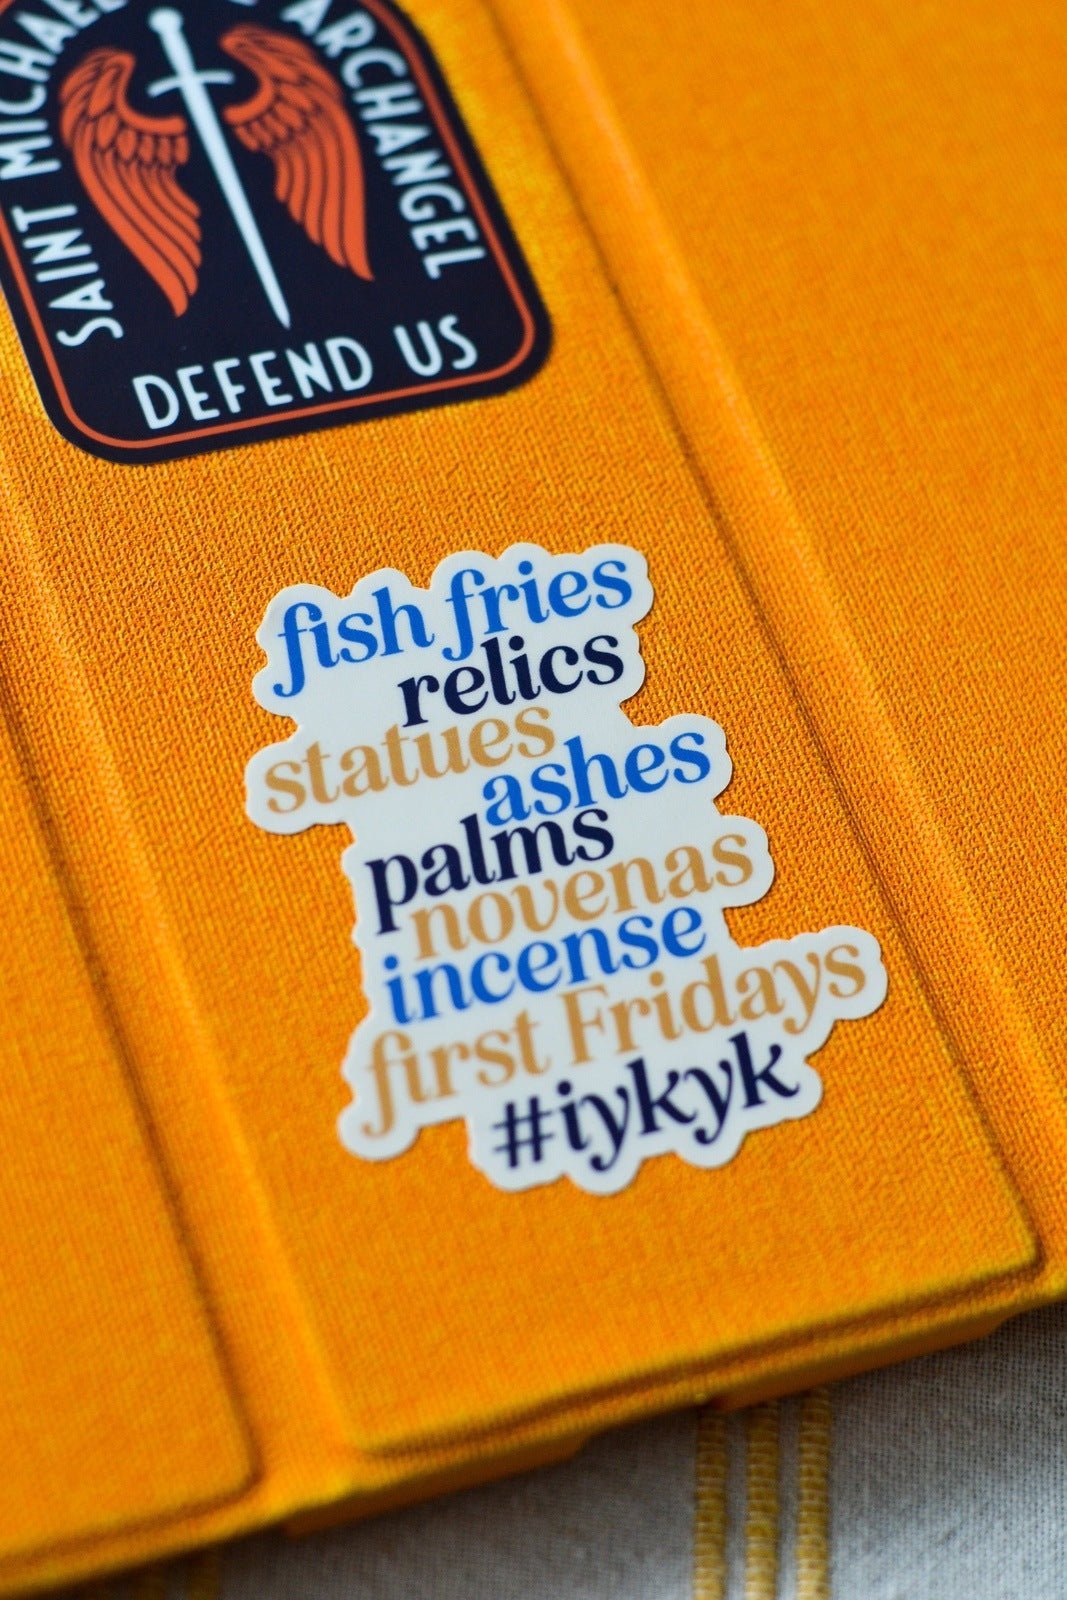 SAINT MICHAEL ARCHANGEL
DEFEND US
fish fries
relics
statues
ashes
palms
novenas
incense
first Fridays
#iykyk